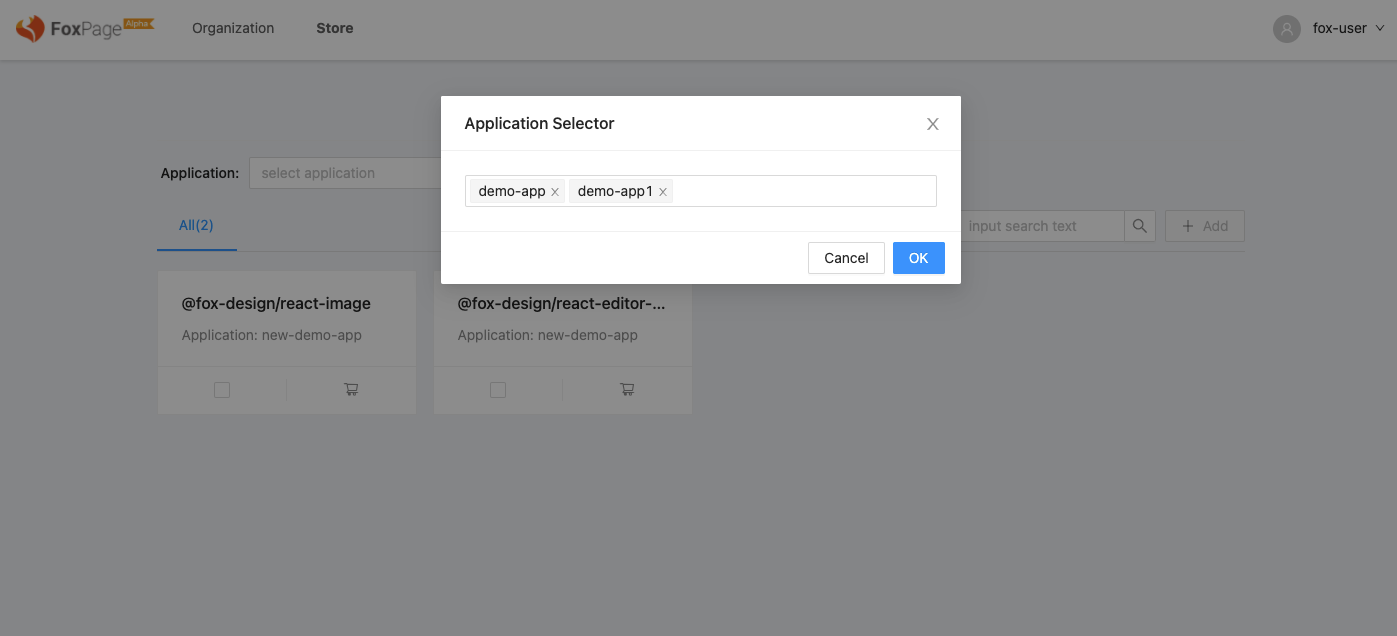 FoxPage Alpha Organization Store fox-user
Application Selector
Application: select application
demo-app demo-app1
All(2) input search text Add
Cancel OK
@fox-design/react-image @fox-design/react-editor-...
Application: new-demo-app Application: new-demo-app